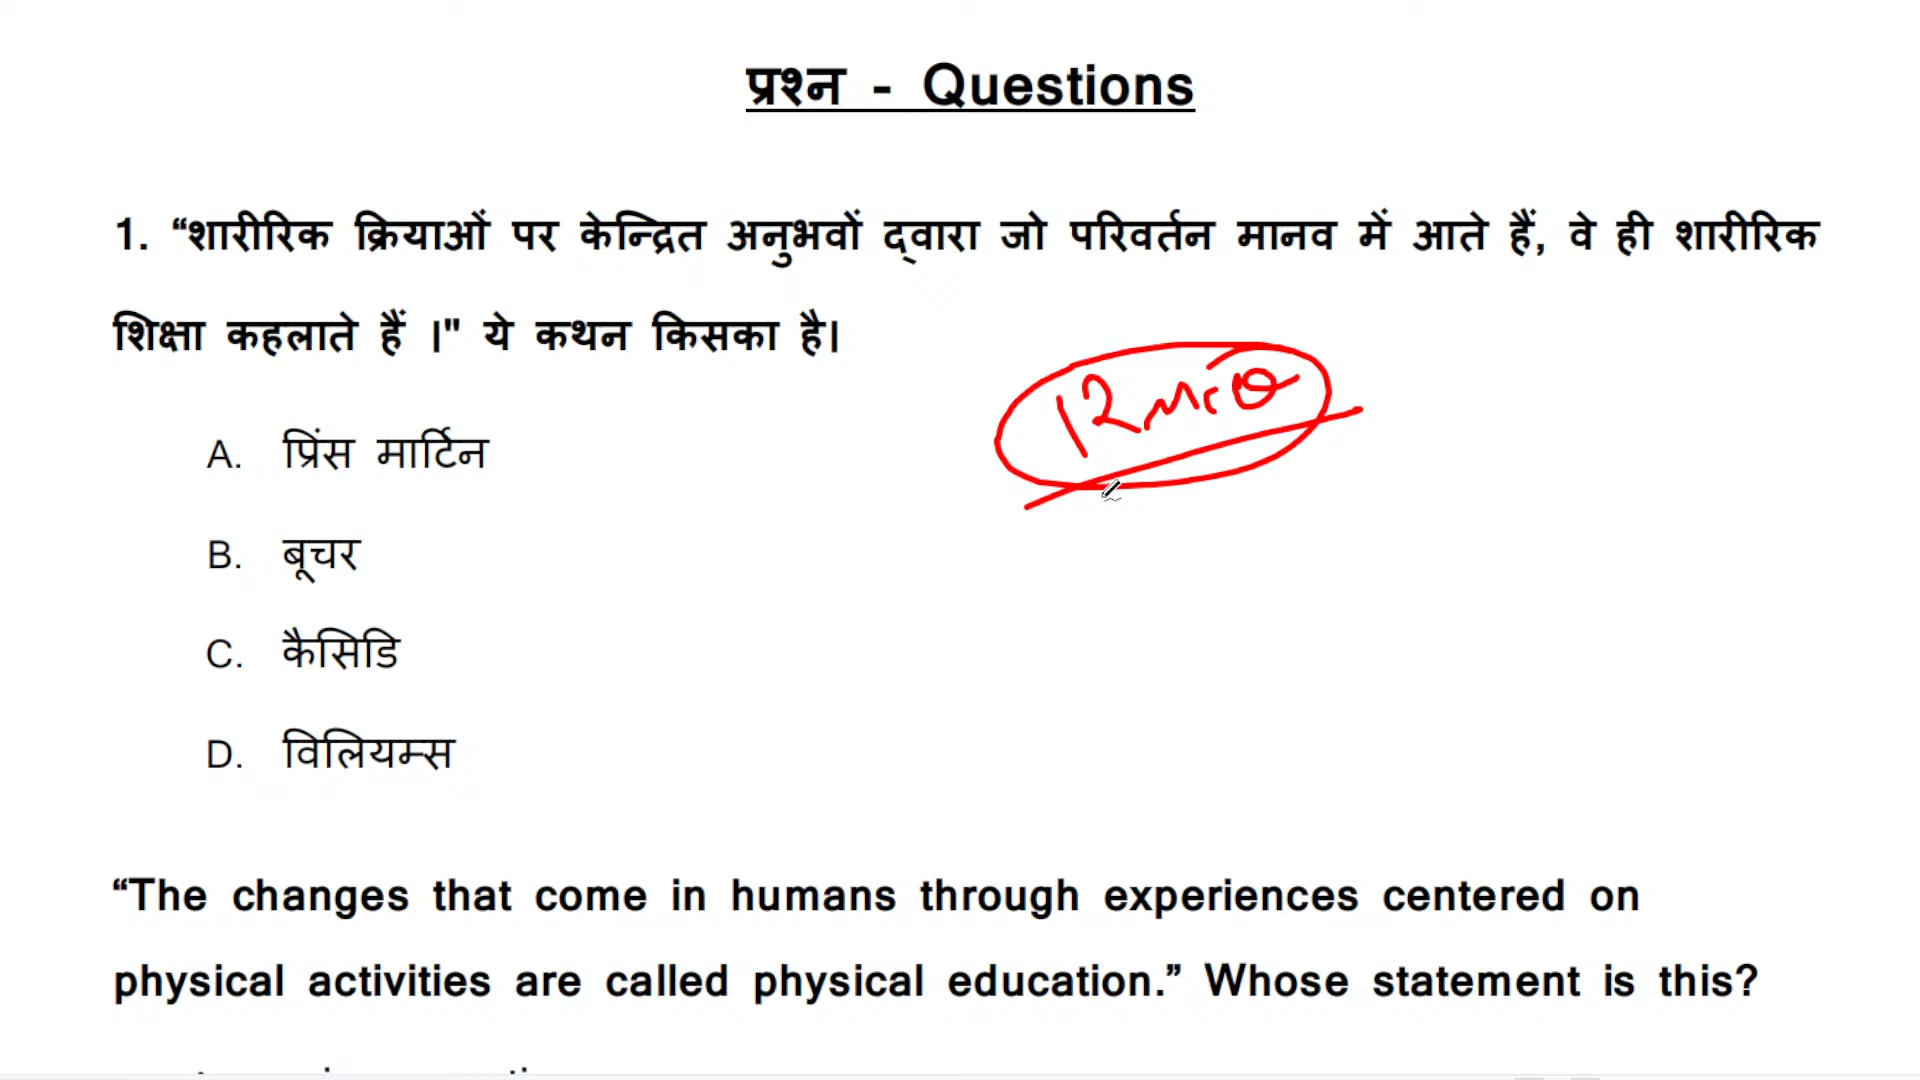 प्रश्न - Questions
1. “शारीरिक क्रियाओं पर केन्द्रित अनुभवों द्वारा जो परिवर्तन मानव में आते हैं, वे ही शारीरिक
शिक्षा कहलाते हैं ।" ये कथन किसका है।
A. प्रिंस मार्टिन
B. बूचर
C. कैसिडि
D. विलियम्स
“The changes that come in humans through experiences centered on
physical activities are called physical education.” Whose statement is this?